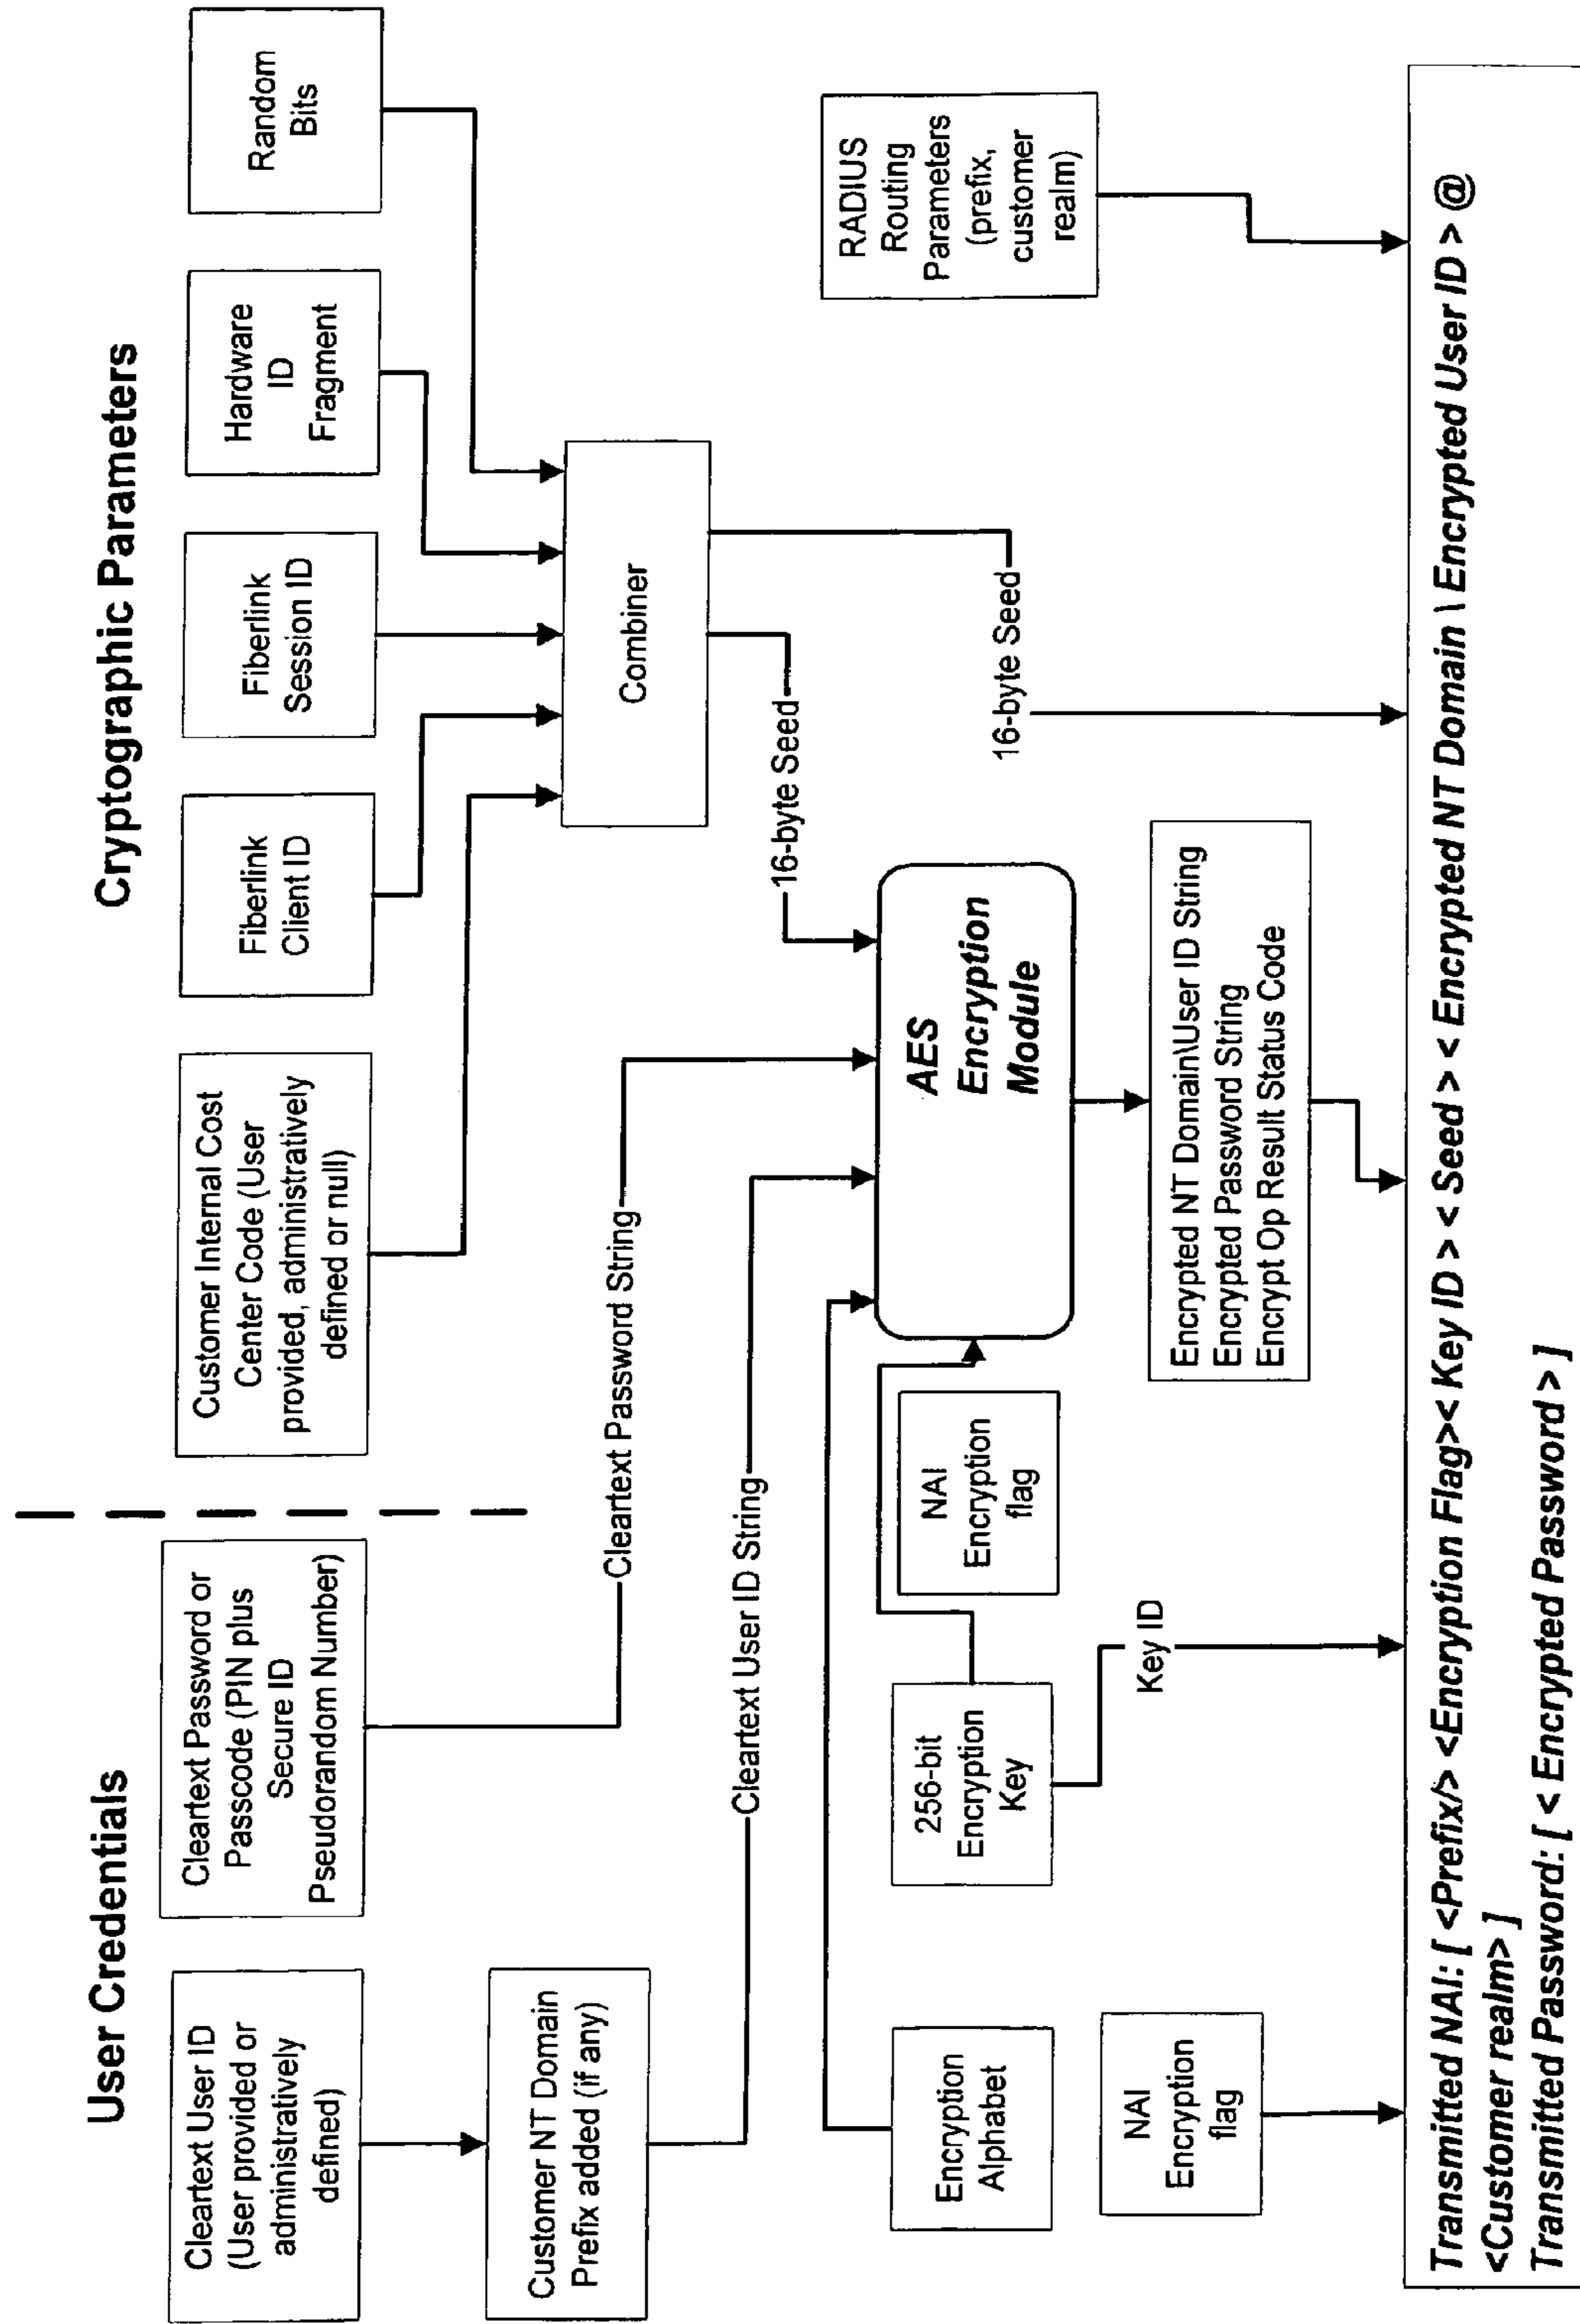 User Credentials
Cryptographic Parameters
Cleartext User ID
(User provided or
administratively
defined)
Cleartext Password or
Passcode (PIN plus
Secure ID
Pseudorandom Number)
Customer Internal Cost
Center Code (User
provided, administratively
defined or null)
Fiberlink
Client ID
Fiberlink
Session ID
Hardware
ID
Fragment
Random
Bits
Customer NT Domain
Prefix added (if any)
Combiner
Cleartext Password String
Cleartext User ID String
16-byte Seed
16-byte Seed
Encryption
Alphabet
256-bit
Encryption
Key
NAI
Encryption
flag
AES
Encryption
Module
RADIUS
Routing
Parameters
(prefix,
customer
realm)
NAI
Encryption
flag
Key ID
Encrypted NT Domain\User ID String
Encrypted Password String
Encrypt Op Result Status Code
Transmitted NAI: [ <Prefix/> <Encryption Flag>< Key ID > < Seed > < Encrypted NT Domain \ Encrypted User ID > @
<Customer realm> ]
Transmitted Password: [ < Encrypted Password > ]